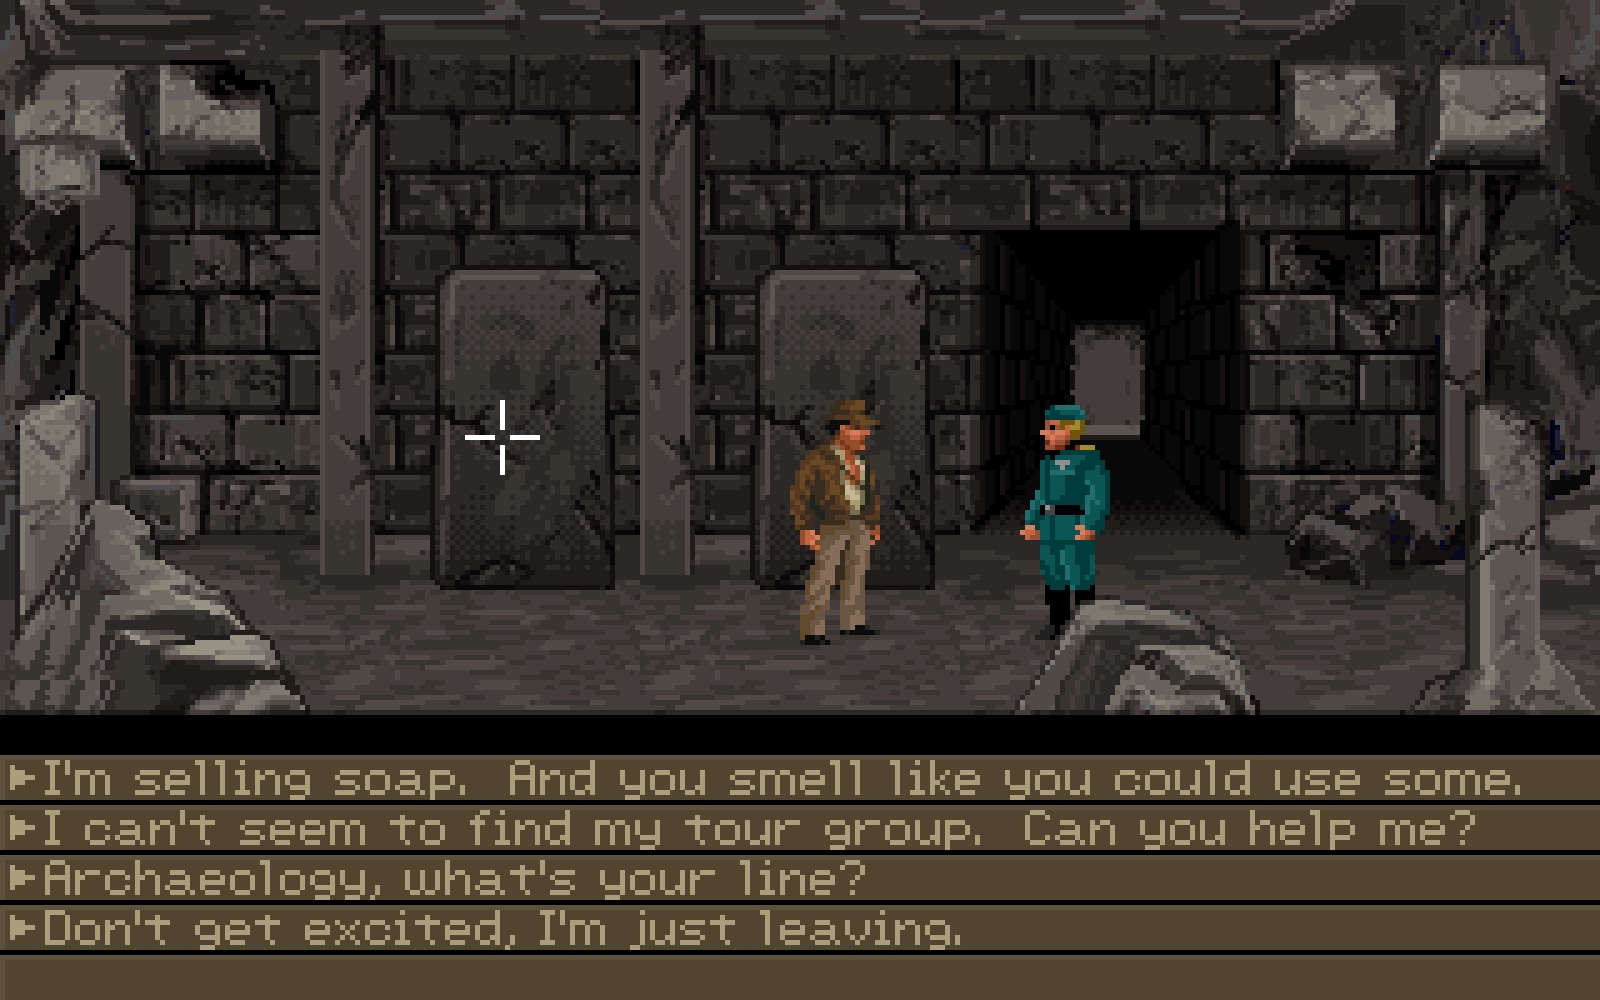 I'm selling soap.  And you smell like you could use some.
I can't seem to find my tour group.  Can you help me?
Archaeology, what's your line?
Don't get excited, I'm just leaving.